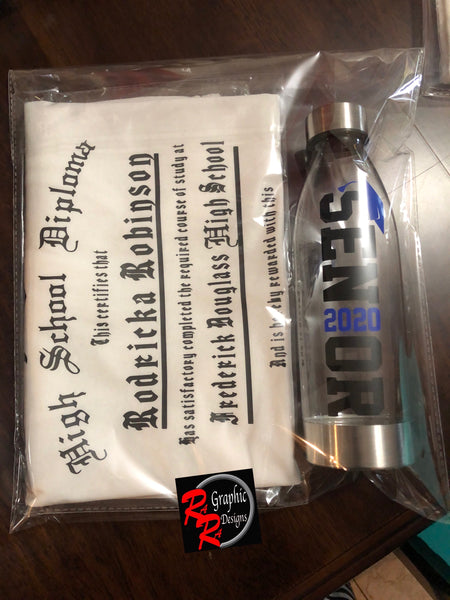 High School Diploma
This certifies that
Rodricka Robinson
Has satisfactory completed the required course of study at
Frederick Douglass High School
And is hereby rewarded with this
SENIOR
2020
R&R Graphic
Designs